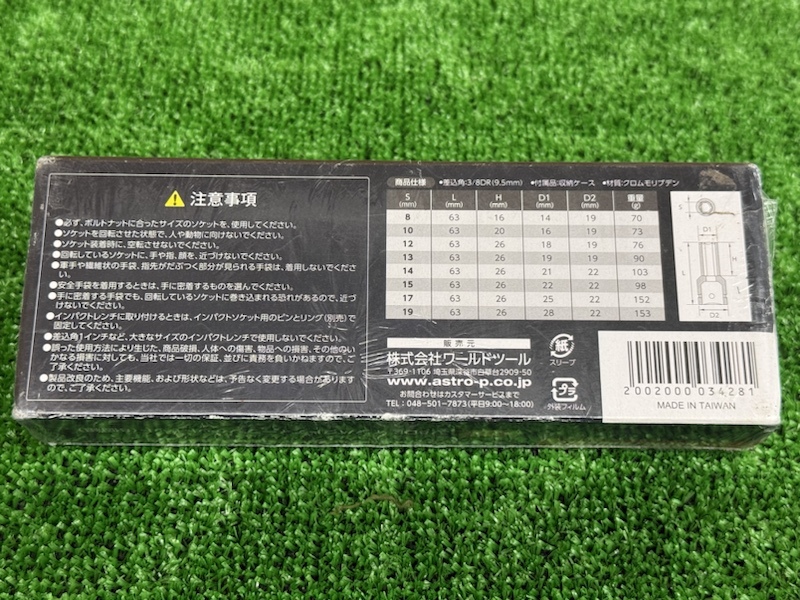 注意事項
●必ず、ボルトナットに合ったサイズのソケットを、使用してください。
●ソケットを回転させた状態で、人や動物に向けないでください。
●ソケット装着時に、空転させないでください。
●回転しているソケットに、手や指、顔を、近づけないでください。
●軍手や繊維状の手袋、指先がだぶつく部分が見られる手袋は、着用しないでください。
●安全手袋を着用するときは、手に密着するものを選んでください。
●手に密着する手袋でも、回転しているソケットに巻き込まれる恐れがあるので、近づけないでください。
●インパクトレンチに取り付けるときは、インパクトソケット用のピンとリング(別売)で
固定してください。
●差込角1インチなど、大きなサイズのインパクトレンチで使用しないでください。
●誤った使用方法により生じた、商品破損、人体への傷害、物品への損害、その他のい
かなる損害に対しても、当社では一切の保証、並びに責務を負いかねますので、ご
了承ください。
●製品改良のため、主要機能、および形状などは、予告なく変更する場合があります
ので、ご了承ください。
商品仕様 ●差込角:3/8DR(9.5mm) ●付属品:収納ケース ●材質:クロムモリブデン
S(mm) L(mm) H(mm) D1(mm) D2(mm) 重量(g)
8 63 16 14 19 70
10 63 20 16 19 73
12 63 26 18 19 76
13 63 26 19 19 90
14 63 26 21 22 103
15 63 26 22 22 98
17 63 26 25 22 152
19 63 26 28 22 153
S
D1
H
L
D2
販売元
株式会社ワールドツール
〒369-1106 埼玉県深谷市白草台2909-50
www.astro-p.co.jp
お問合わせはカスタマーサービスまで
TEL:048-501-7873(平日9:00〜18:00)
紙
スリーブ
プラ
外装フィルム
2002000034281
MADE IN TAIWAN